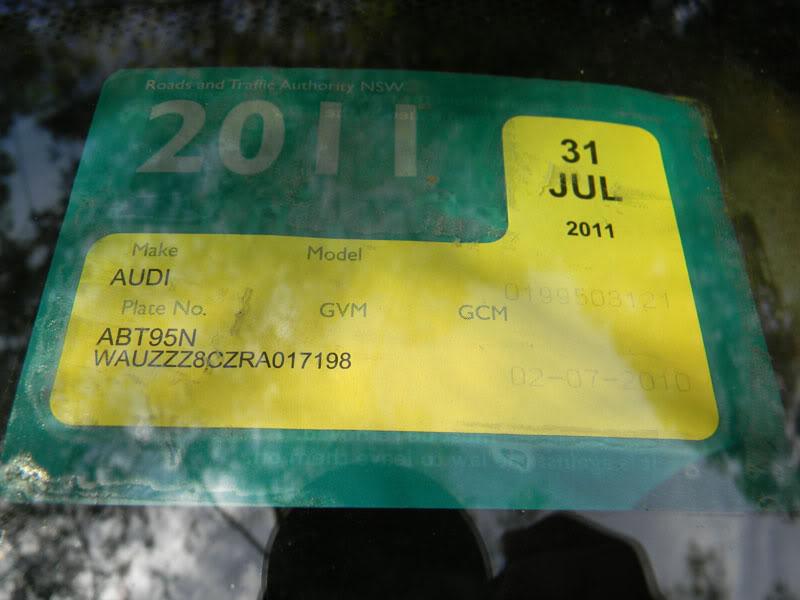 Roads and Traffic Authority NSW
2011
31
JUL
2011
Make Model
AUDI
0199503121
Plate No. GVM GCM
ABT95N
WAUZZZ8CZRA017198
02-07-2010